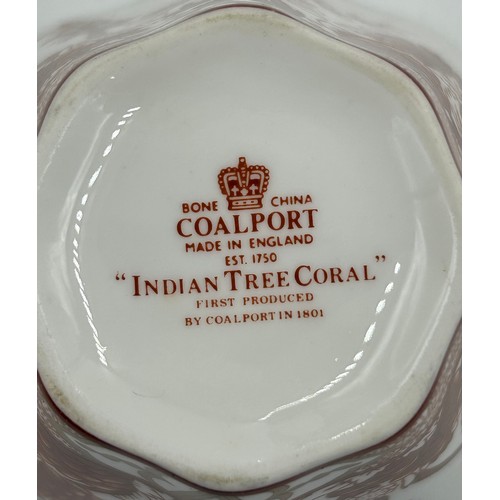 BONE CHINA
COALPORT
MADE IN ENGLAND
EST. 1750
"INDIAN TREE CORAL"
FIRST PRODUCED
BY COALPORT IN 1801